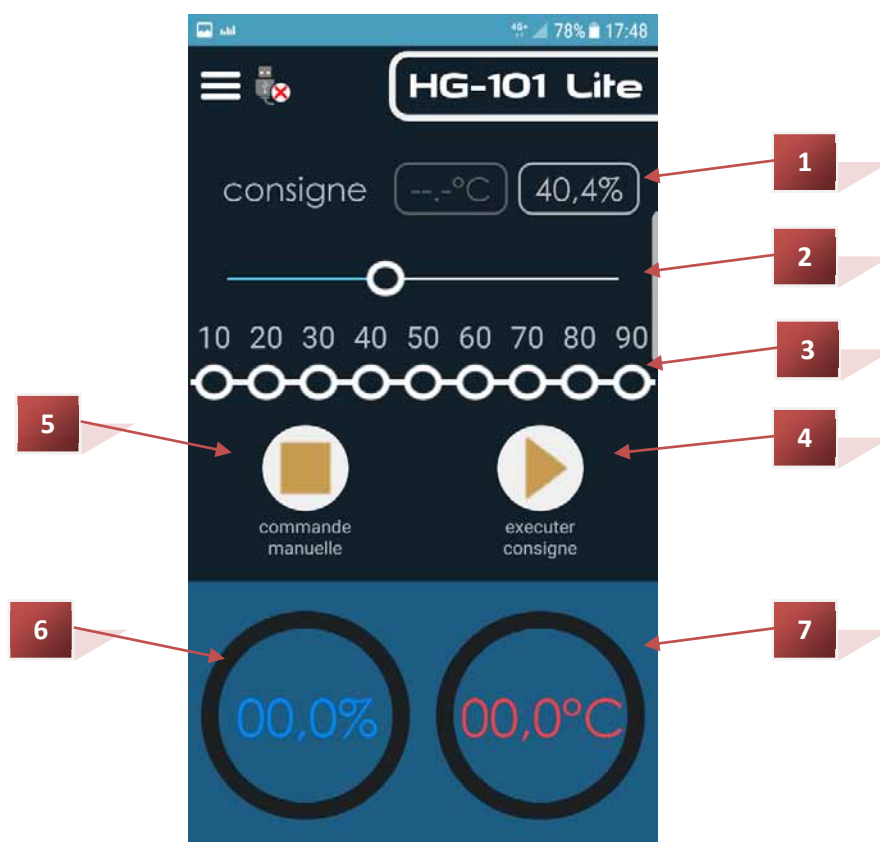 4G+ 78% 17:48
HG-101 Lite
1
consigne --.-°C 40,4%
2
10 20 30 40 50 60 70 80 90
3
5
4
commande
manuelle
executer
consigne
6
7
00,0% 00,0°C